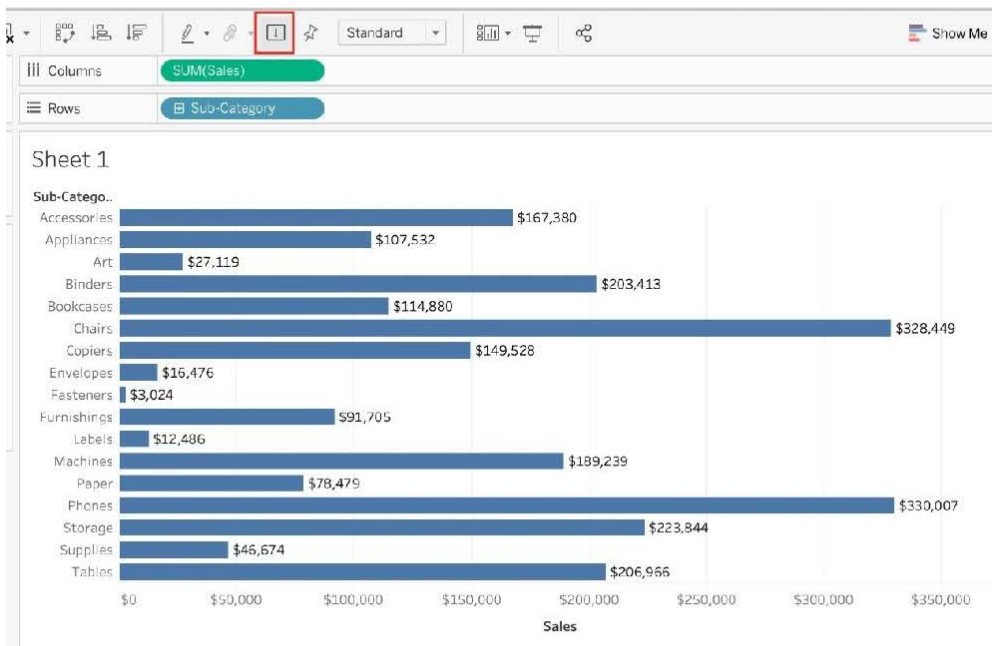 Standard
Show Me
Columns SUM(Sales)
Rows Sub-Category
Sheet 1
Sub-Catego..
Accessories $167,380
Appliances $107,532
Art $27,119
Binders $203,413
Bookcases $114,880
Chairs $328,449
Copiers $149,528
Envelopes $16,476
Fasteners $3,024
Furnishings $91,705
Labels $12,486
Machines $189,239
Paper $78,479
Phones $330,007
Storage $223,844
Supplies $46,674
Tables $206,966
$0 $50,000 $100,000 $150,000 $200,000 $250,000 $300,000 $350,000
Sales